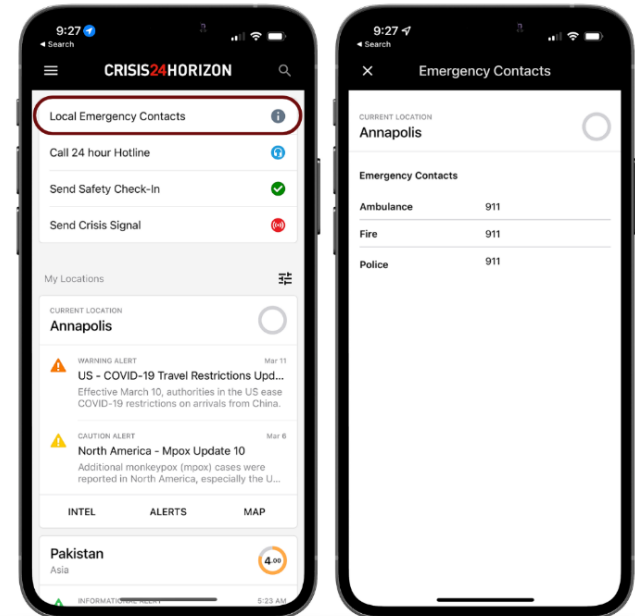 9:27
Search
CRISIS24HORIZON
Local Emergency Contacts
Call 24 hour Hotline
Send Safety Check-In
Send Crisis Signal
My Locations
CURRENT LOCATION
Annapolis
WARNING ALERT Mar 11
US - COVID-19 Travel Restrictions Upd...
Effective March 10, authorities in the US ease
COVID-19 restrictions on arrivals from China.
CAUTION ALERT Mar 6
North America - Mpox Update 10
Additional monkeypox (mpox) cases were
reported in North America, especially the U...
INTEL ALERTS MAP
Pakistan
Asia
4.00
INFORMATIONAL ALERT 5:23 AM
9:27
Search
Emergency Contacts
CURRENT LOCATION
Annapolis
Emergency Contacts
Ambulance 911
Fire 911
Police 911